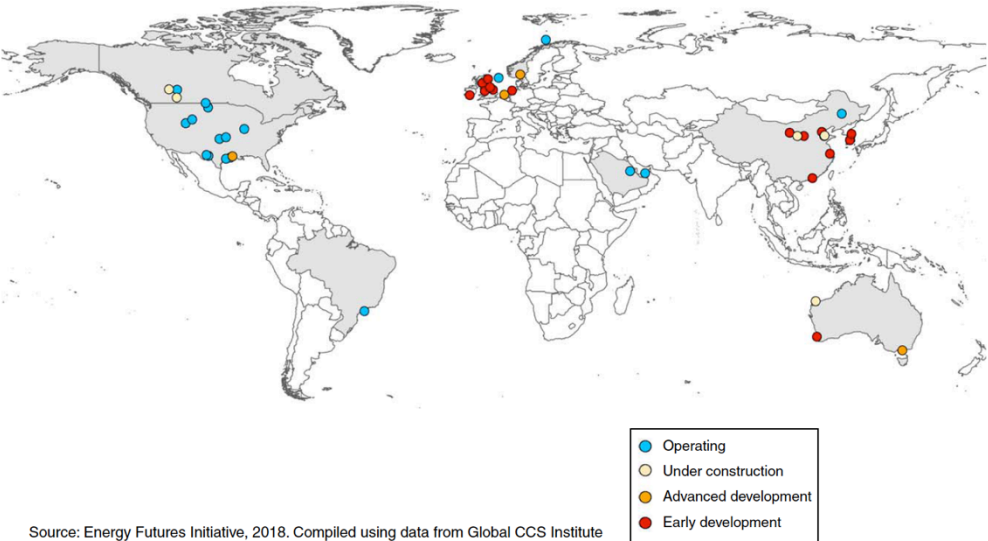 Operating
Under construction
Advanced development
Early development
Source: Energy Futures Initiative, 2018. Compiled using data from Global CCS Institute